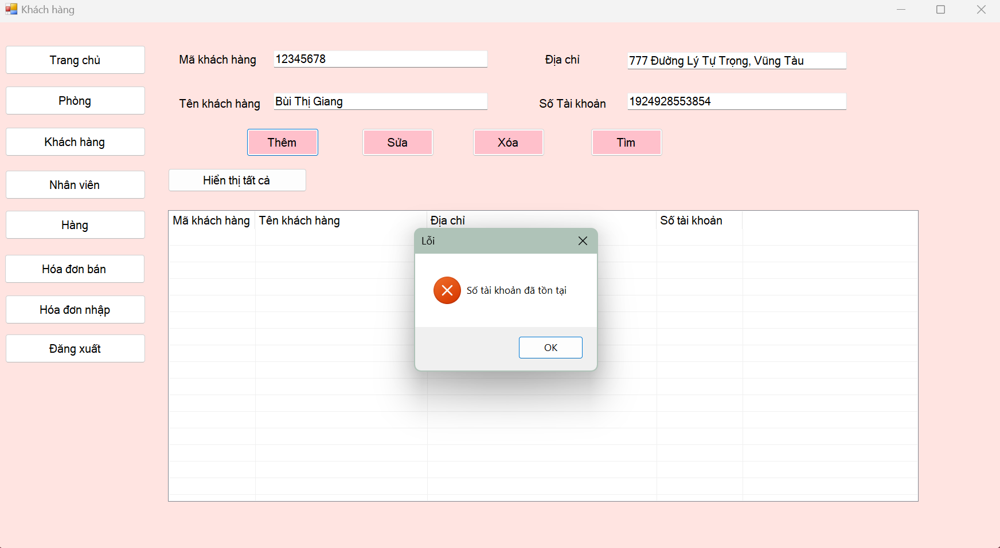 Khách hàng
Trang chủ
Phòng
Khách hàng
Nhân viên
Hàng
Hóa đơn bán
Hóa đơn nhập
Đăng xuất
Mã khách hàng 12345678
Địa chỉ 777 Đường Lý Tự Trọng, Vũng Tàu
Tên khách hàng Bùi Thị Giang
Số Tài khoản 1924928553854
Thêm Sửa Xóa Tìm
Hiển thị tất cả
Mã khách hàng Tên khách hàng Địa chỉ Số tài khoản
Lỗi
Số tài khoản đã tồn tại
OK